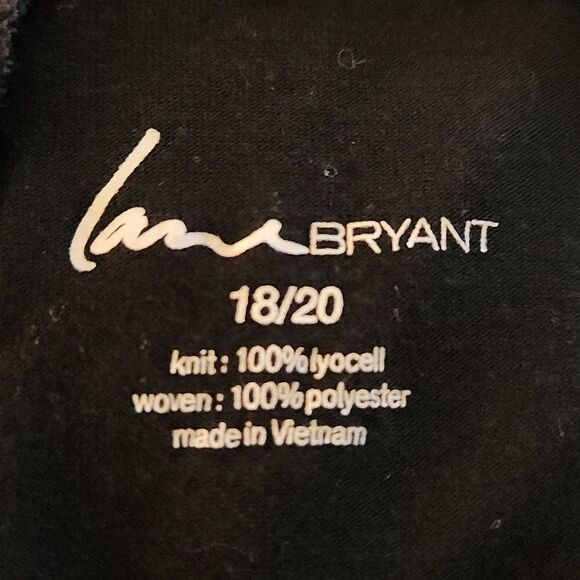 lane BRYANT
18/20
knit: 100% lyocell
woven: 100% polyester
made in Vietnam